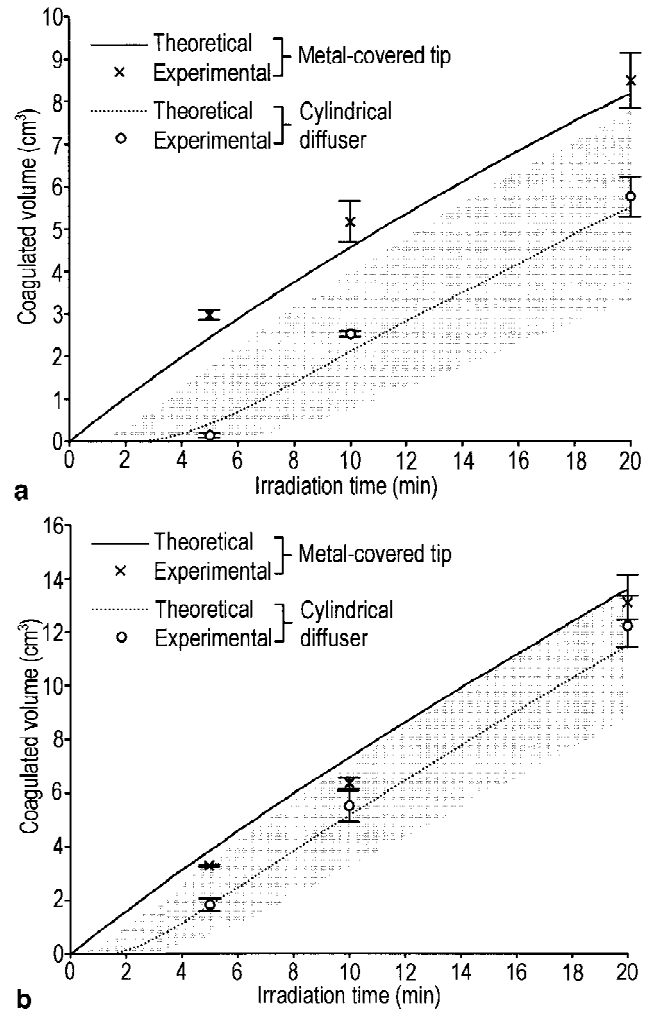 10
9
8
7
6
5
4
3
2
1
0
Coagulated volume (cm³)
Theoretical
Experimental
Metal-covered tip
Theoretical
Experimental
Cylindrical
diffuser
0 2 4 6 8 10 12 14 16 18 20
Irradiation time (min)
a
16
14
12
10
8
6
4
2
0
Coagulated volume (cm³)
Theoretical
Experimental
Metal-covered tip
Theoretical
Experimental
Cylindrical
diffuser
0 2 4 6 8 10 12 14 16 18 20
Irradiation time (min)
b